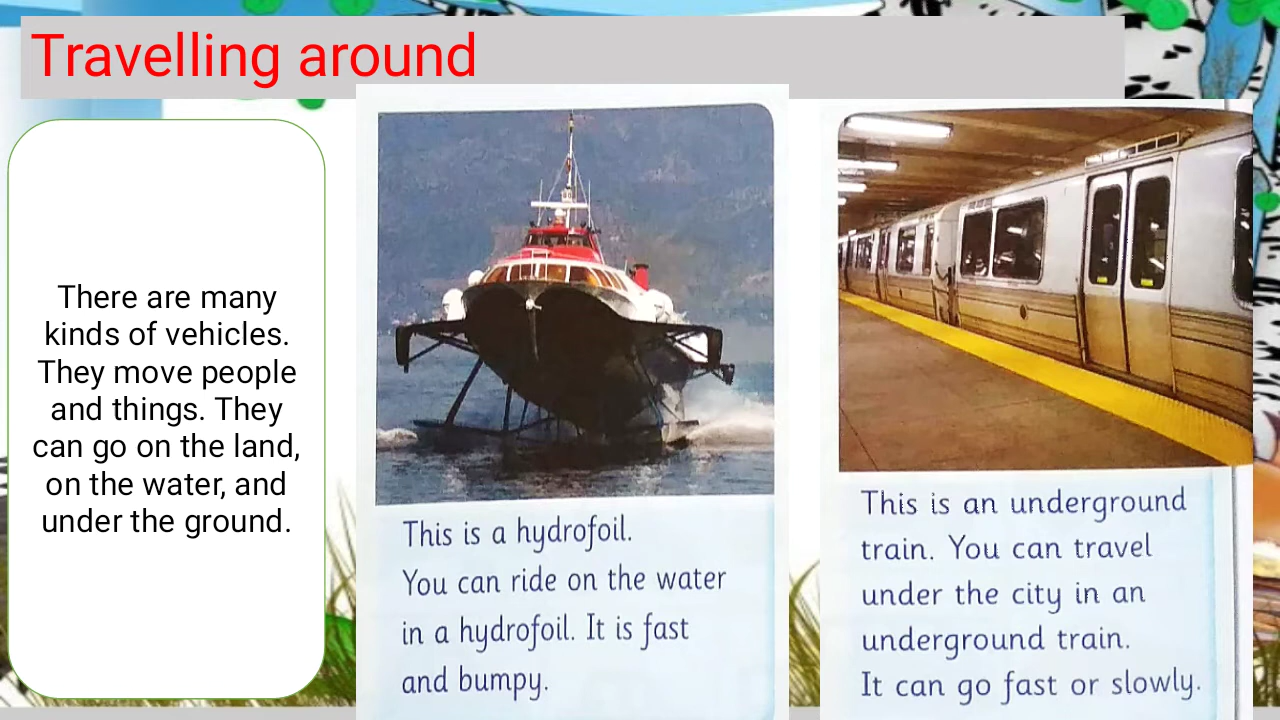 Travelling around
There are many
kinds of vehicles.
They move people
and things. They
can go on the land,
on the water, and
under the ground.
This is a hydrofoil.
You can ride on the water
in a hydrofoil. It is fast
and bumpy.
This is an underground
train. You can travel
under the city in an
underground train.
It can go fast or slowly.